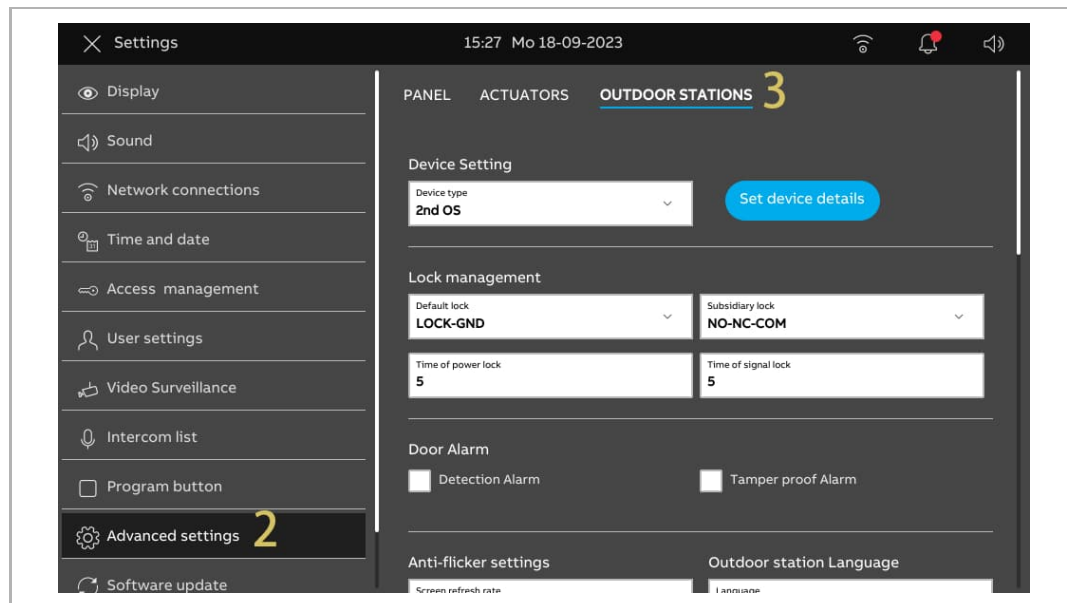 Settings
15:27 Mo 18-09-2023
Display
Sound
Network connections
Time and date
Access management
User settings
Video Surveillance
Intercom list
Program button
Advanced settings 2
Software update
PANEL ACTUATORS OUTDOOR STATIONS 3
Device Setting
Device type
2nd OS
Set device details
Lock management
Default lock
LOCK-GND
Subsidiary lock
NO-NC-COM
Time of power lock
5
Time of signal lock
5
Door Alarm
Detection Alarm
Tamper proof Alarm
Anti-flicker settings
Screen refresh rate
Outdoor station Language
Language